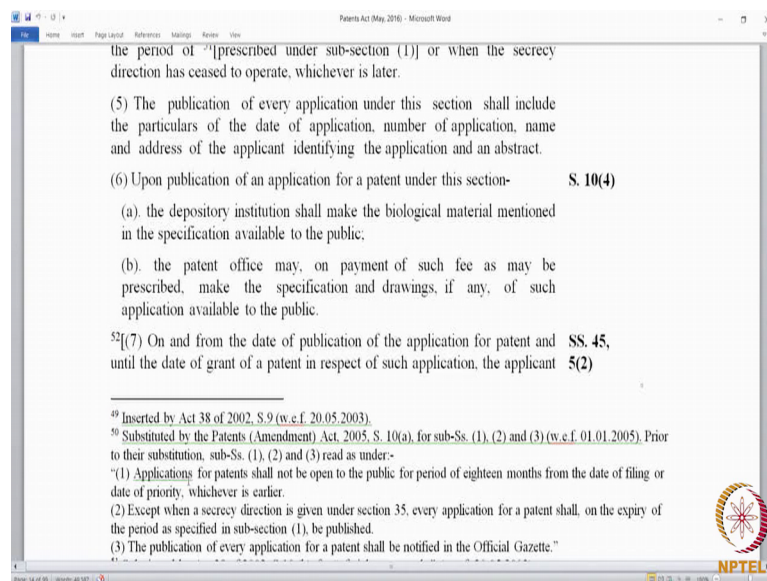 Patents Act (May, 2016) - Microsoft Word
File Home Insert Page Layout References Mailings Review View
the period of 51[prescribed under sub-section (1)] or when the secrecy
direction has ceased to operate, whichever is later.
(5) The publication of every application under this section shall include
the particulars of the date of application, number of application, name
and address of the applicant identifying the application and an abstract.
(6) Upon publication of an application for a patent under this section- S. 10(4)
(a). the depository institution shall make the biological material mentioned
in the specification available to the public;
(b). the patent office may, on payment of such fee as may be
prescribed, make the specification and drawings, if any, of such
application available to the public.
52[(7) On and from the date of publication of the application for patent and SS. 45,
until the date of grant of a patent in respect of such application, the applicant 5(2)
49 Inserted by Act 38 of 2002, S.9 (w.e.f. 20.05.2003).
50 Substituted by the Patents (Amendment) Act, 2005, S. 10(a), for sub-Ss. (1), (2) and (3) (w.e.f. 01.01.2005). Prior
to their substitution, sub-Ss. (1), (2) and (3) read as under:-
"(1) Applications for patents shall not be open to the public for period of eighteen months from the date of filing or
date of priority, whichever is earlier.
(2) Except when a secrecy direction is given under section 35, every application for a patent shall, on the expiry of
the period as specified in sub-section (1), be published.
(3) The publication of every application for a patent shall be notified in the Official Gazette."
NPTEL